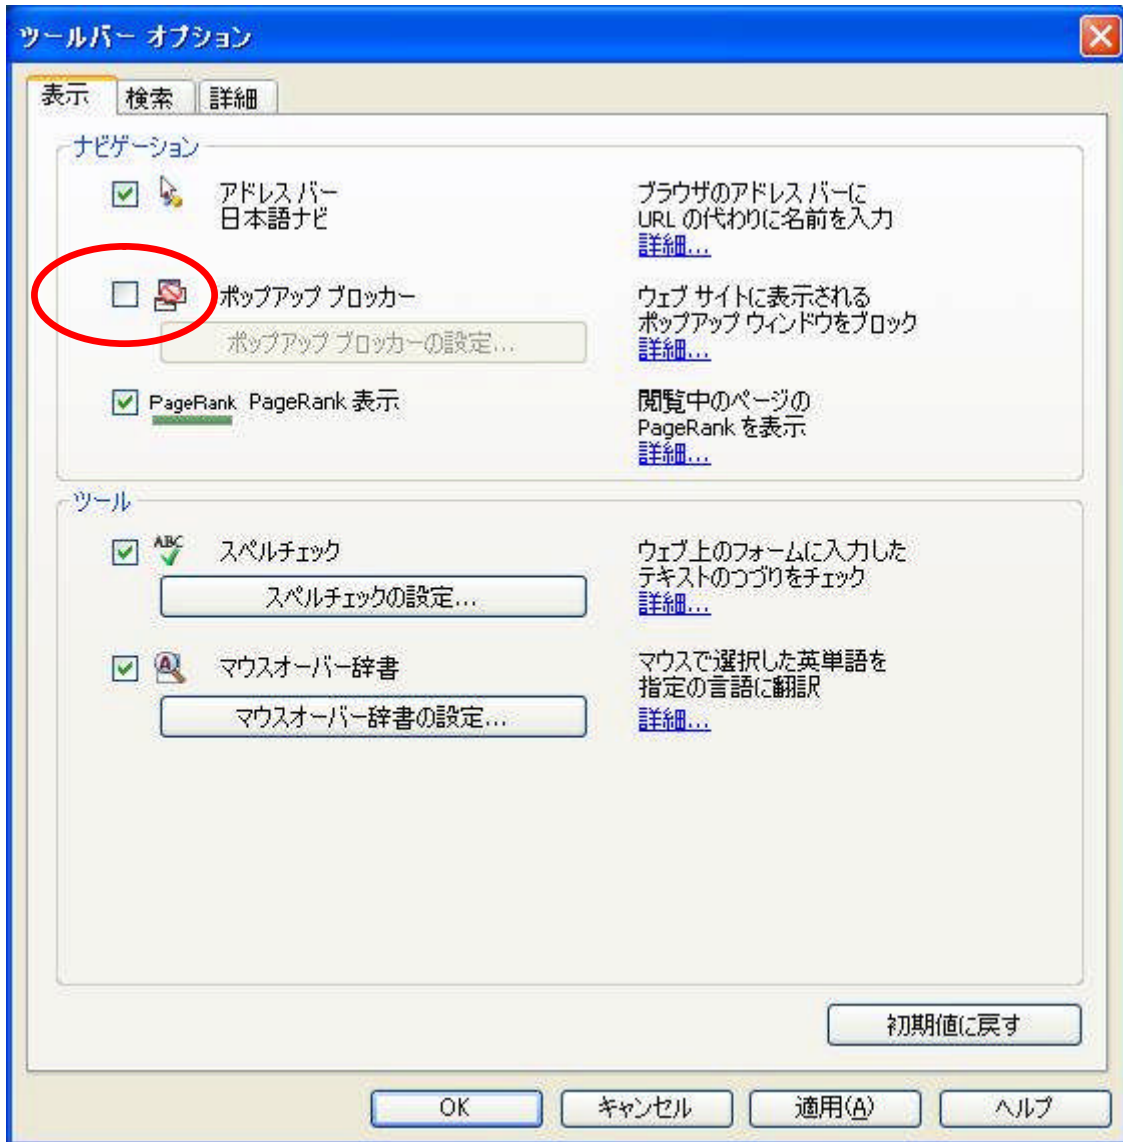 ツールバー オプション
表示
検索
詳細
ナビゲーション
アドレス バー
日本語ナビ
ブラウザのアドレス バーに
URL の代わりに名前を入力
詳細...
ポップアップ ブロッカー
ポップアップ ブロッカーの設定...
ウェブ サイトに表示される
ポップアップ ウィンドウをブロック
詳細...
PageRank PageRank 表示
閲覧中のページの
PageRank を表示
詳細...
ツール
ABC
スペルチェック
スペルチェックの設定...
ウェブ上のフォームに入力した
テキストのつづりをチェック
詳細...
マウスオーバー辞書
マウスオーバー辞書の設定...
マウスで選択した英単語を
指定の言語に翻訳
詳細...
初期値に戻す
OK
キャンセル
適用(A)
ヘルプ